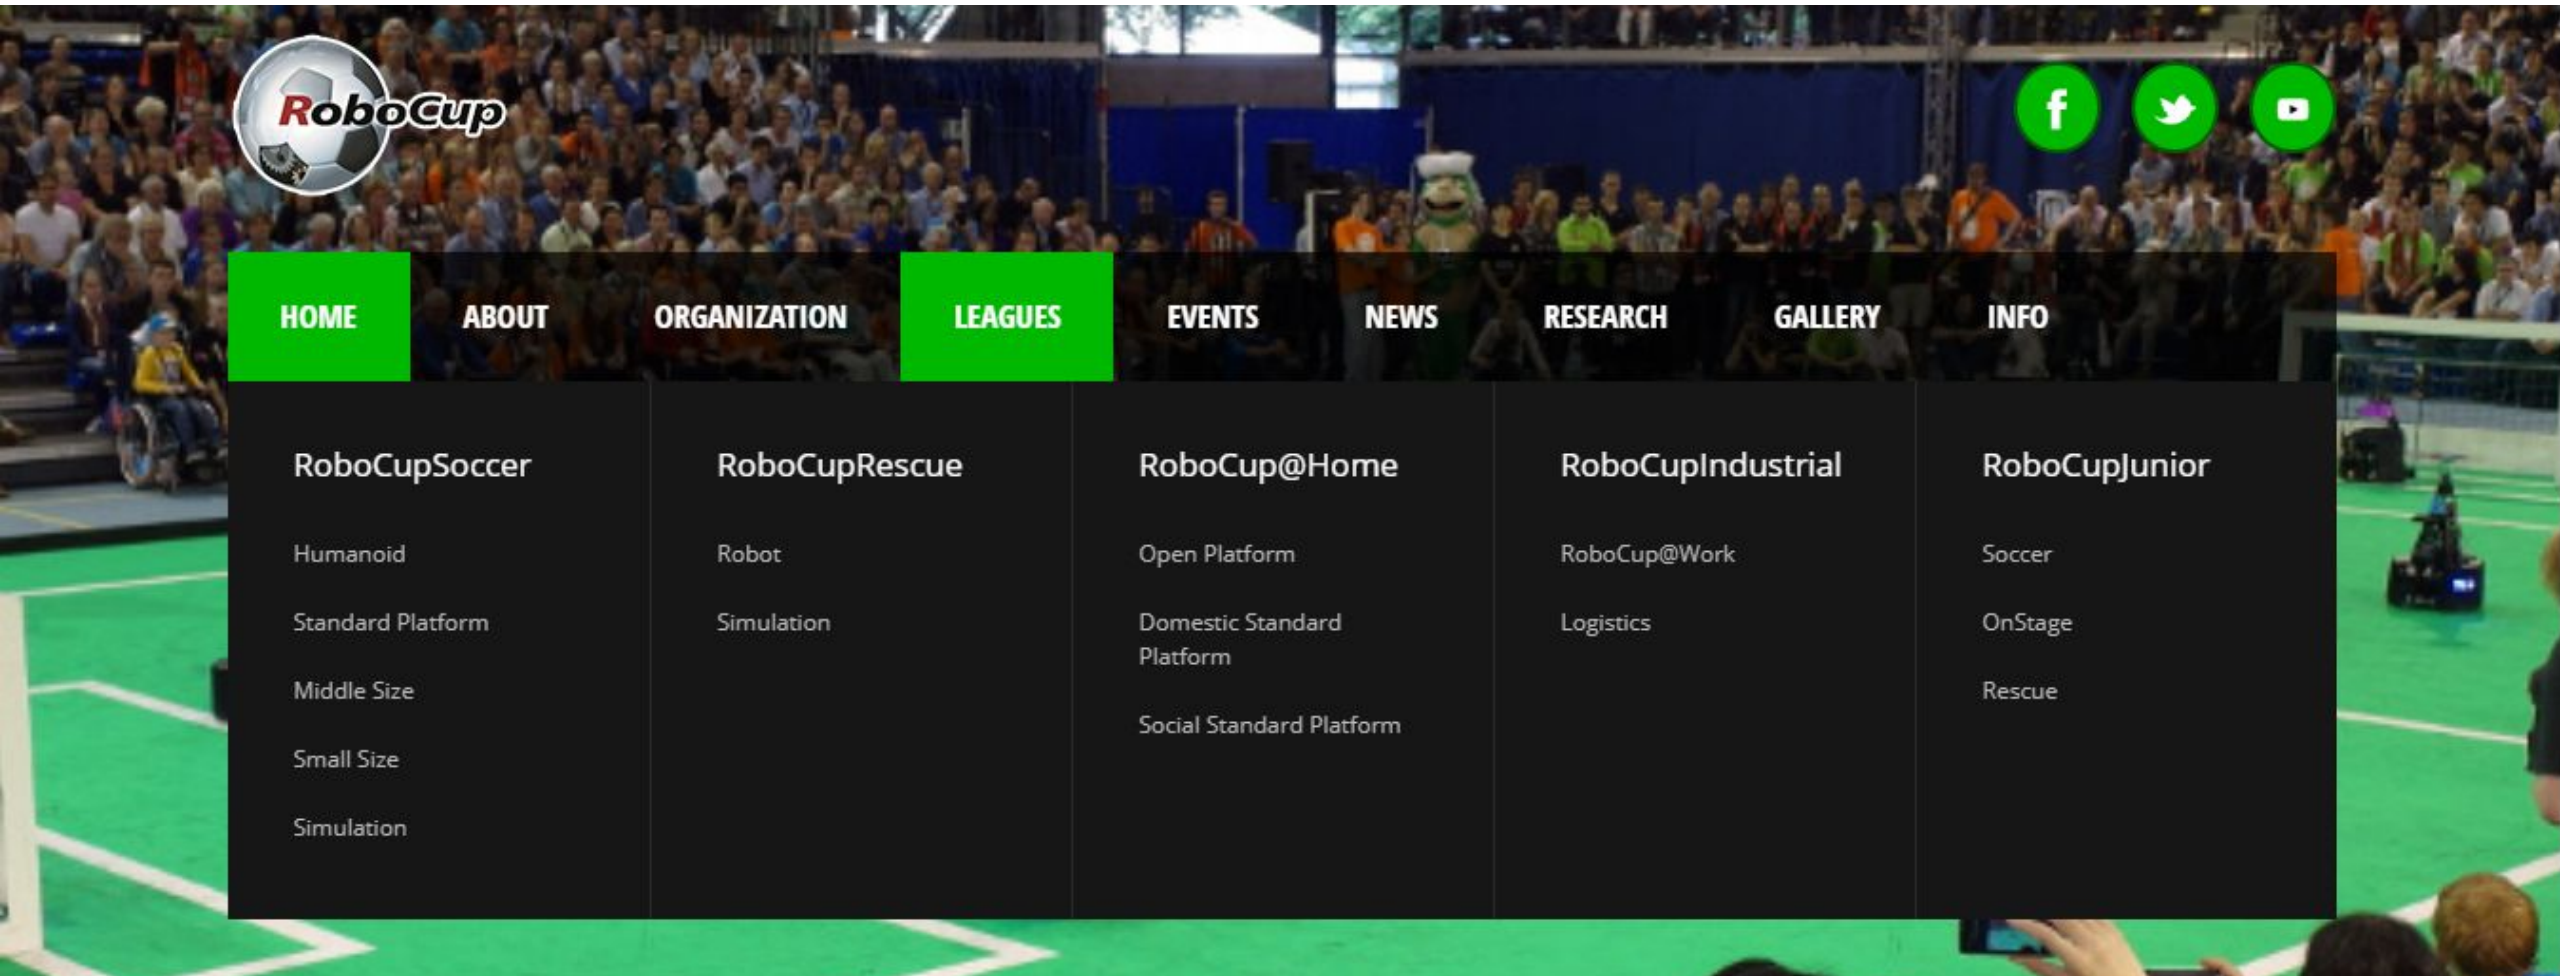 RoboCup
HOME ABOUT ORGANIZATION LEAGUES EVENTS NEWS RESEARCH GALLERY INFO
RoboCupSoccer
Humanoid
Standard Platform
Middle Size
Small Size
Simulation
RoboCupRescue
Robot
Simulation
RoboCup@Home
Open Platform
Domestic Standard
Platform
Social Standard Platform
RoboCupIndustrial
RoboCup@Work
Logistics
RoboCupJunior
Soccer
OnStage
Rescue